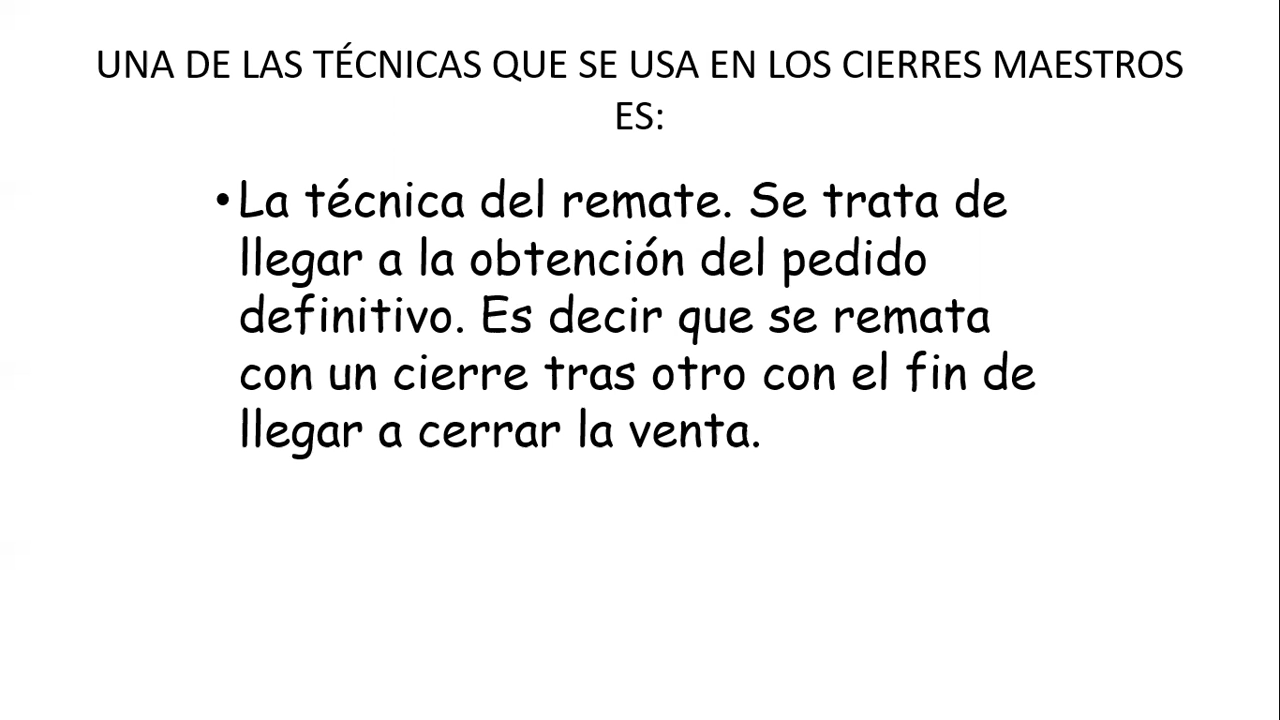 UNA DE LAS TÉCNICAS QUE SE USA EN LOS CIERRES MAESTROS
ES:
•La técnica del remate. Se trata de
llegar a la obtención del pedido
definitivo. Es decir que se remata
con un cierre tras otro con el fin de
llegar a cerrar la venta.